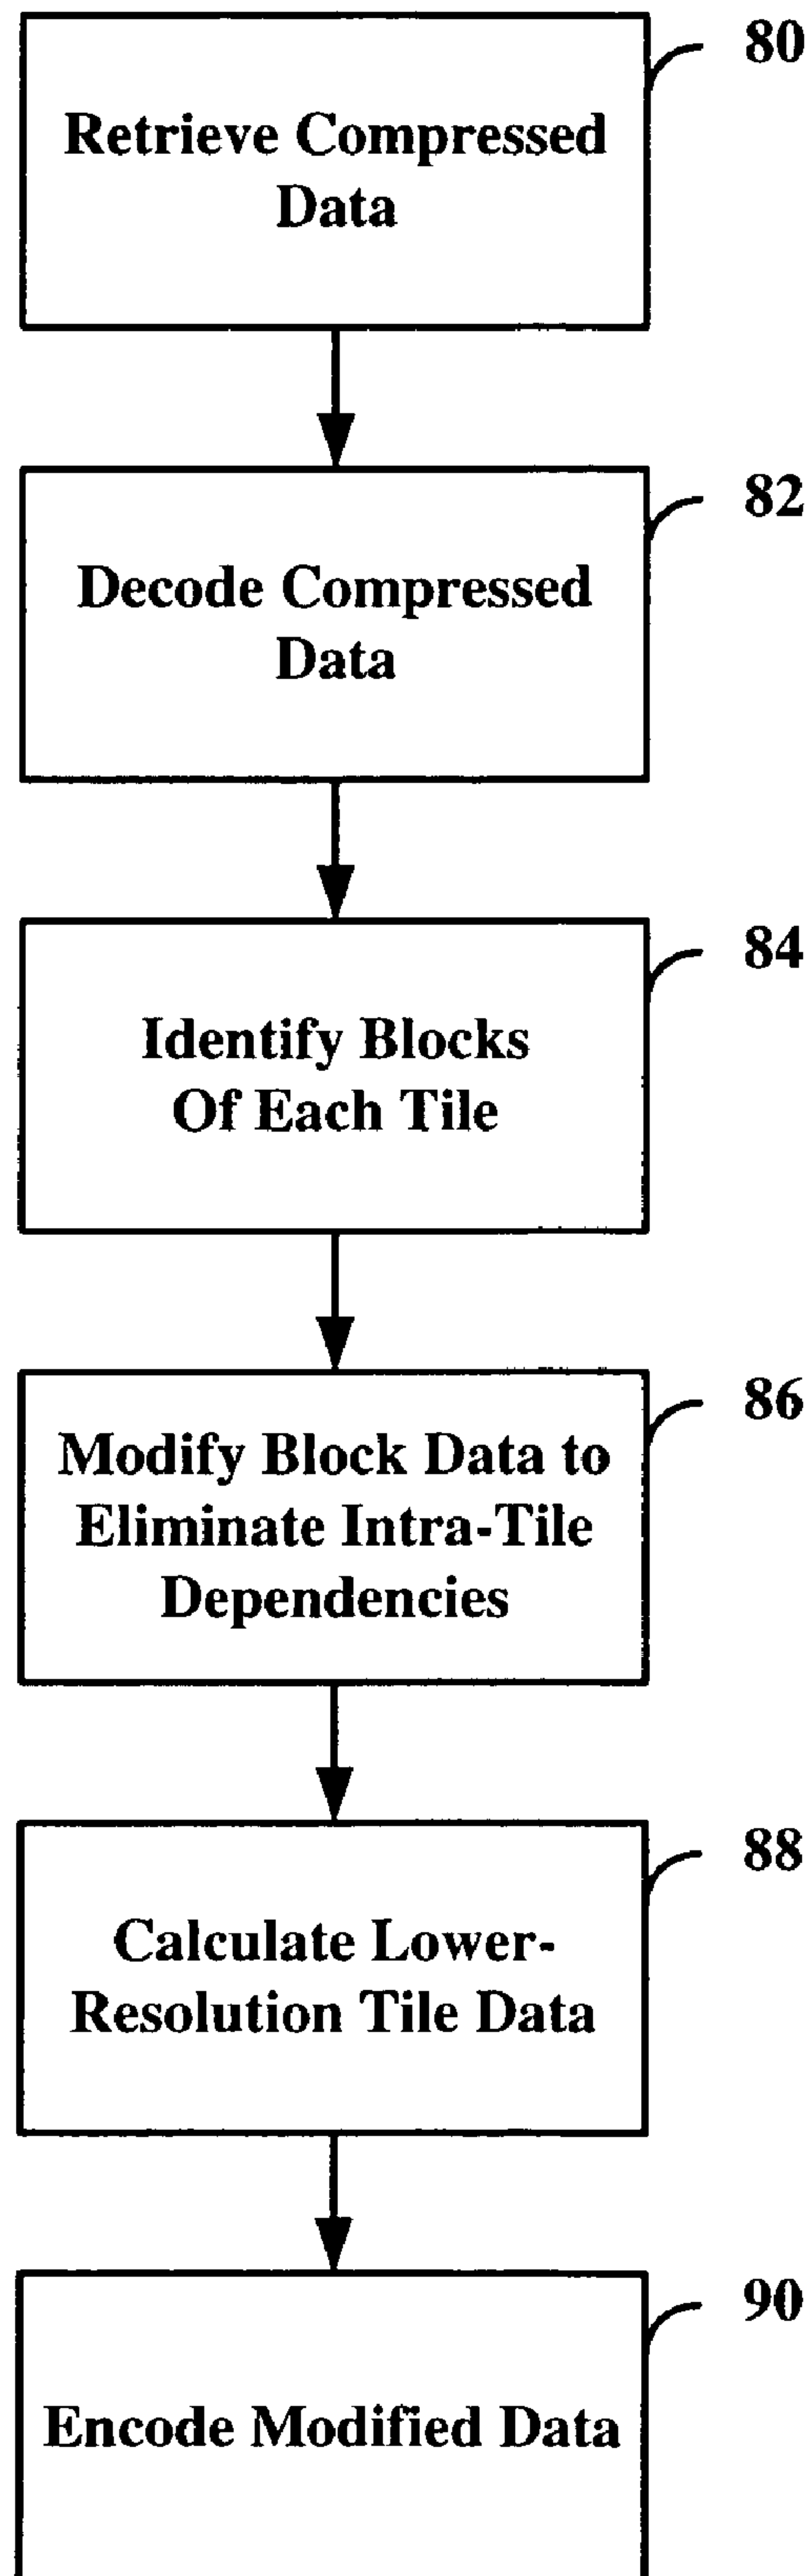 80
Retrieve Compressed
Data
82
Decode Compressed
Data
84
Identify Blocks
Of Each Tile
86
Modify Block Data to
Eliminate Intra-Tile
Dependencies
88
Calculate Lower-
Resolution Tile Data
90
Encode Modified Data